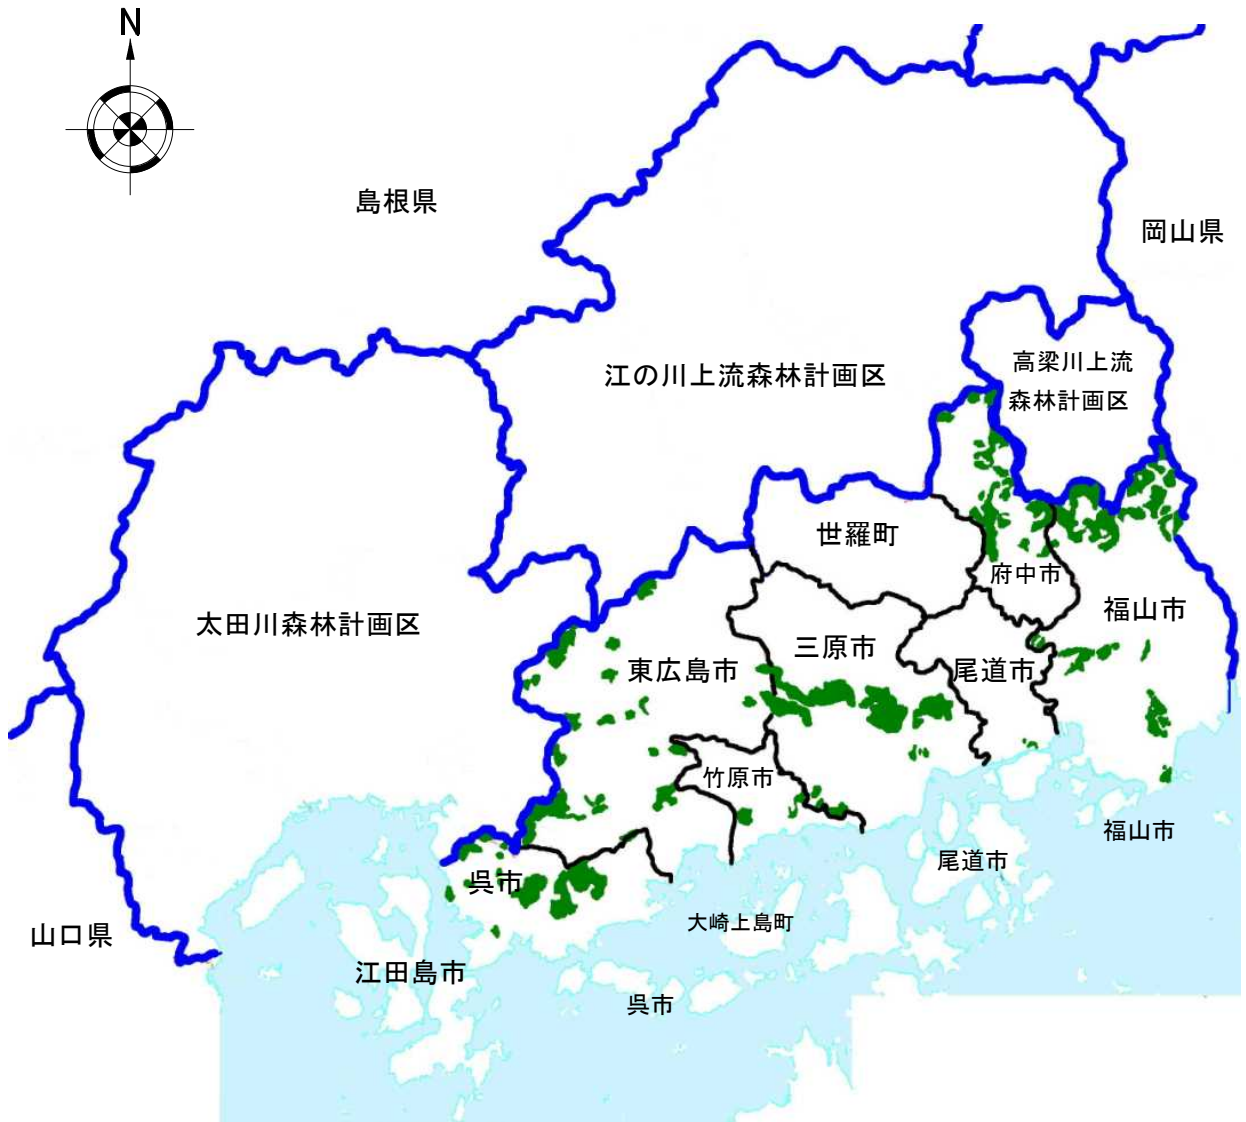 N
島根県
岡山県
高梁川上流
森林計画区
江の川上流森林計画区
世羅町
府中市
福山市
太田川森林計画区
三原市
東広島市
尾道市
竹原市
福山市
尾道市
呉市
大崎上島町
山口県
江田島市
呉市